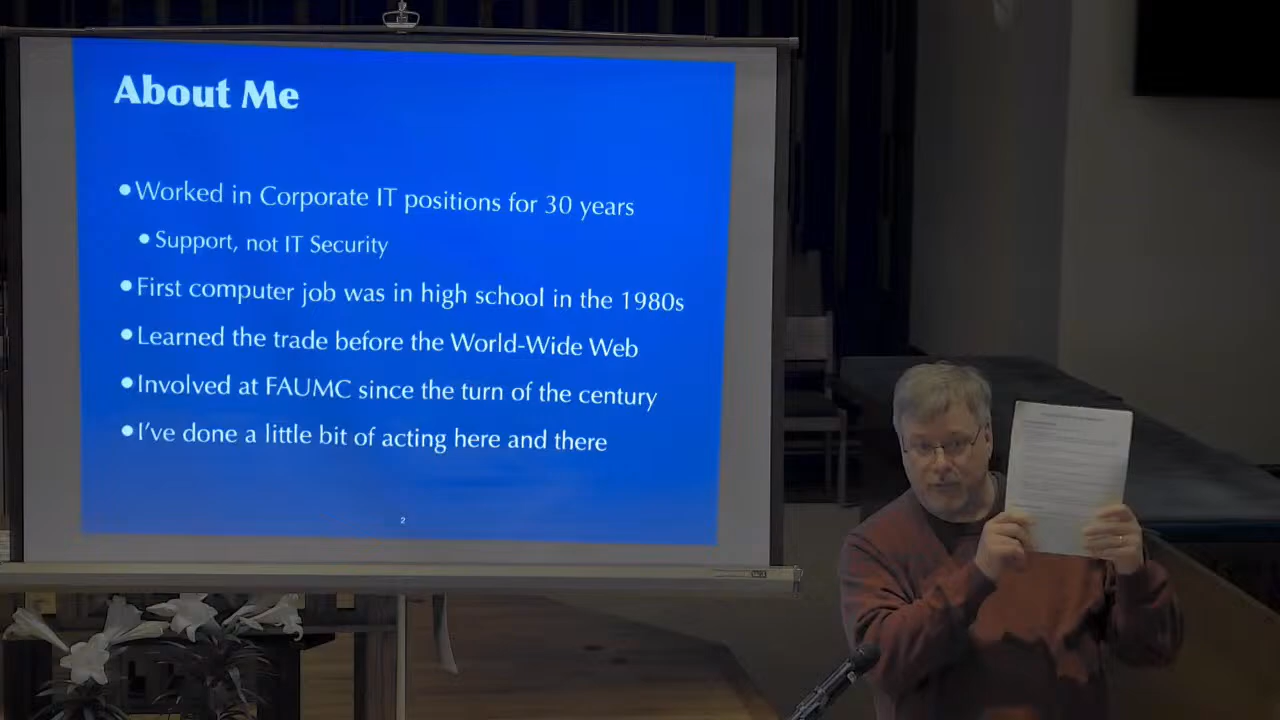 About Me
•Worked in Corporate IT positions for 30 years
•Support, not IT Security
•First computer job was in high school in the 1980s
•Learned the trade before the World-Wide Web
•Involved at FAUMC since the turn of the century
•I've done a little bit of acting here and there
2